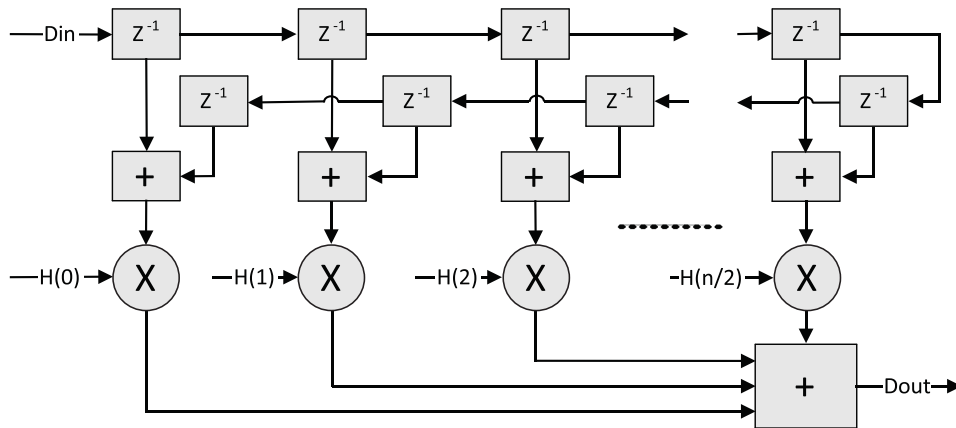 Din
Z-1 Z-1 Z-1 Z-1
Z-1 Z-1 Z-1 Z-1
+ + + +
H(0) X H(1) X H(2) X H(n/2) X
+ Dout